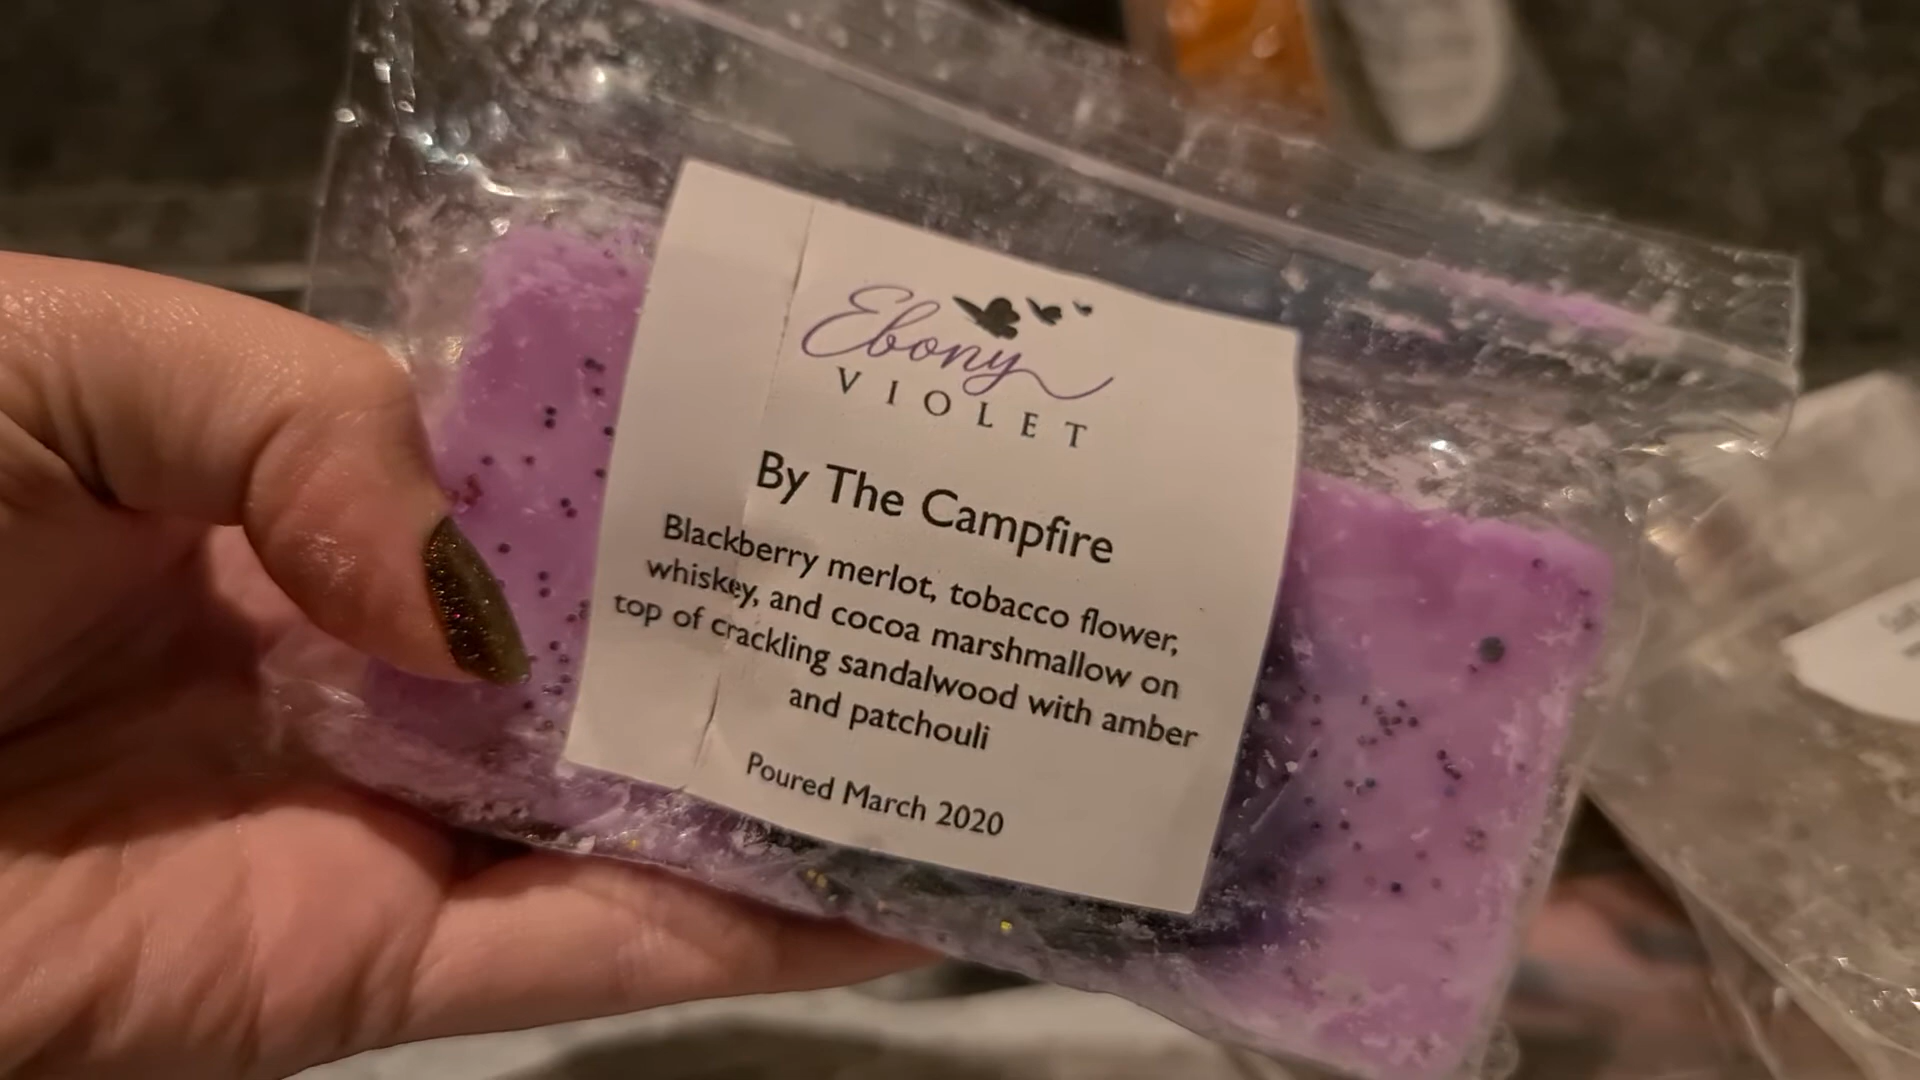 Ebony
VIOLET
By The Campfire
Blackberry merlot, tobacco flower,
whiskey, and cocoa marshmallow on
top of crackling sandalwood with amber
and patchouli
Poured March 2020